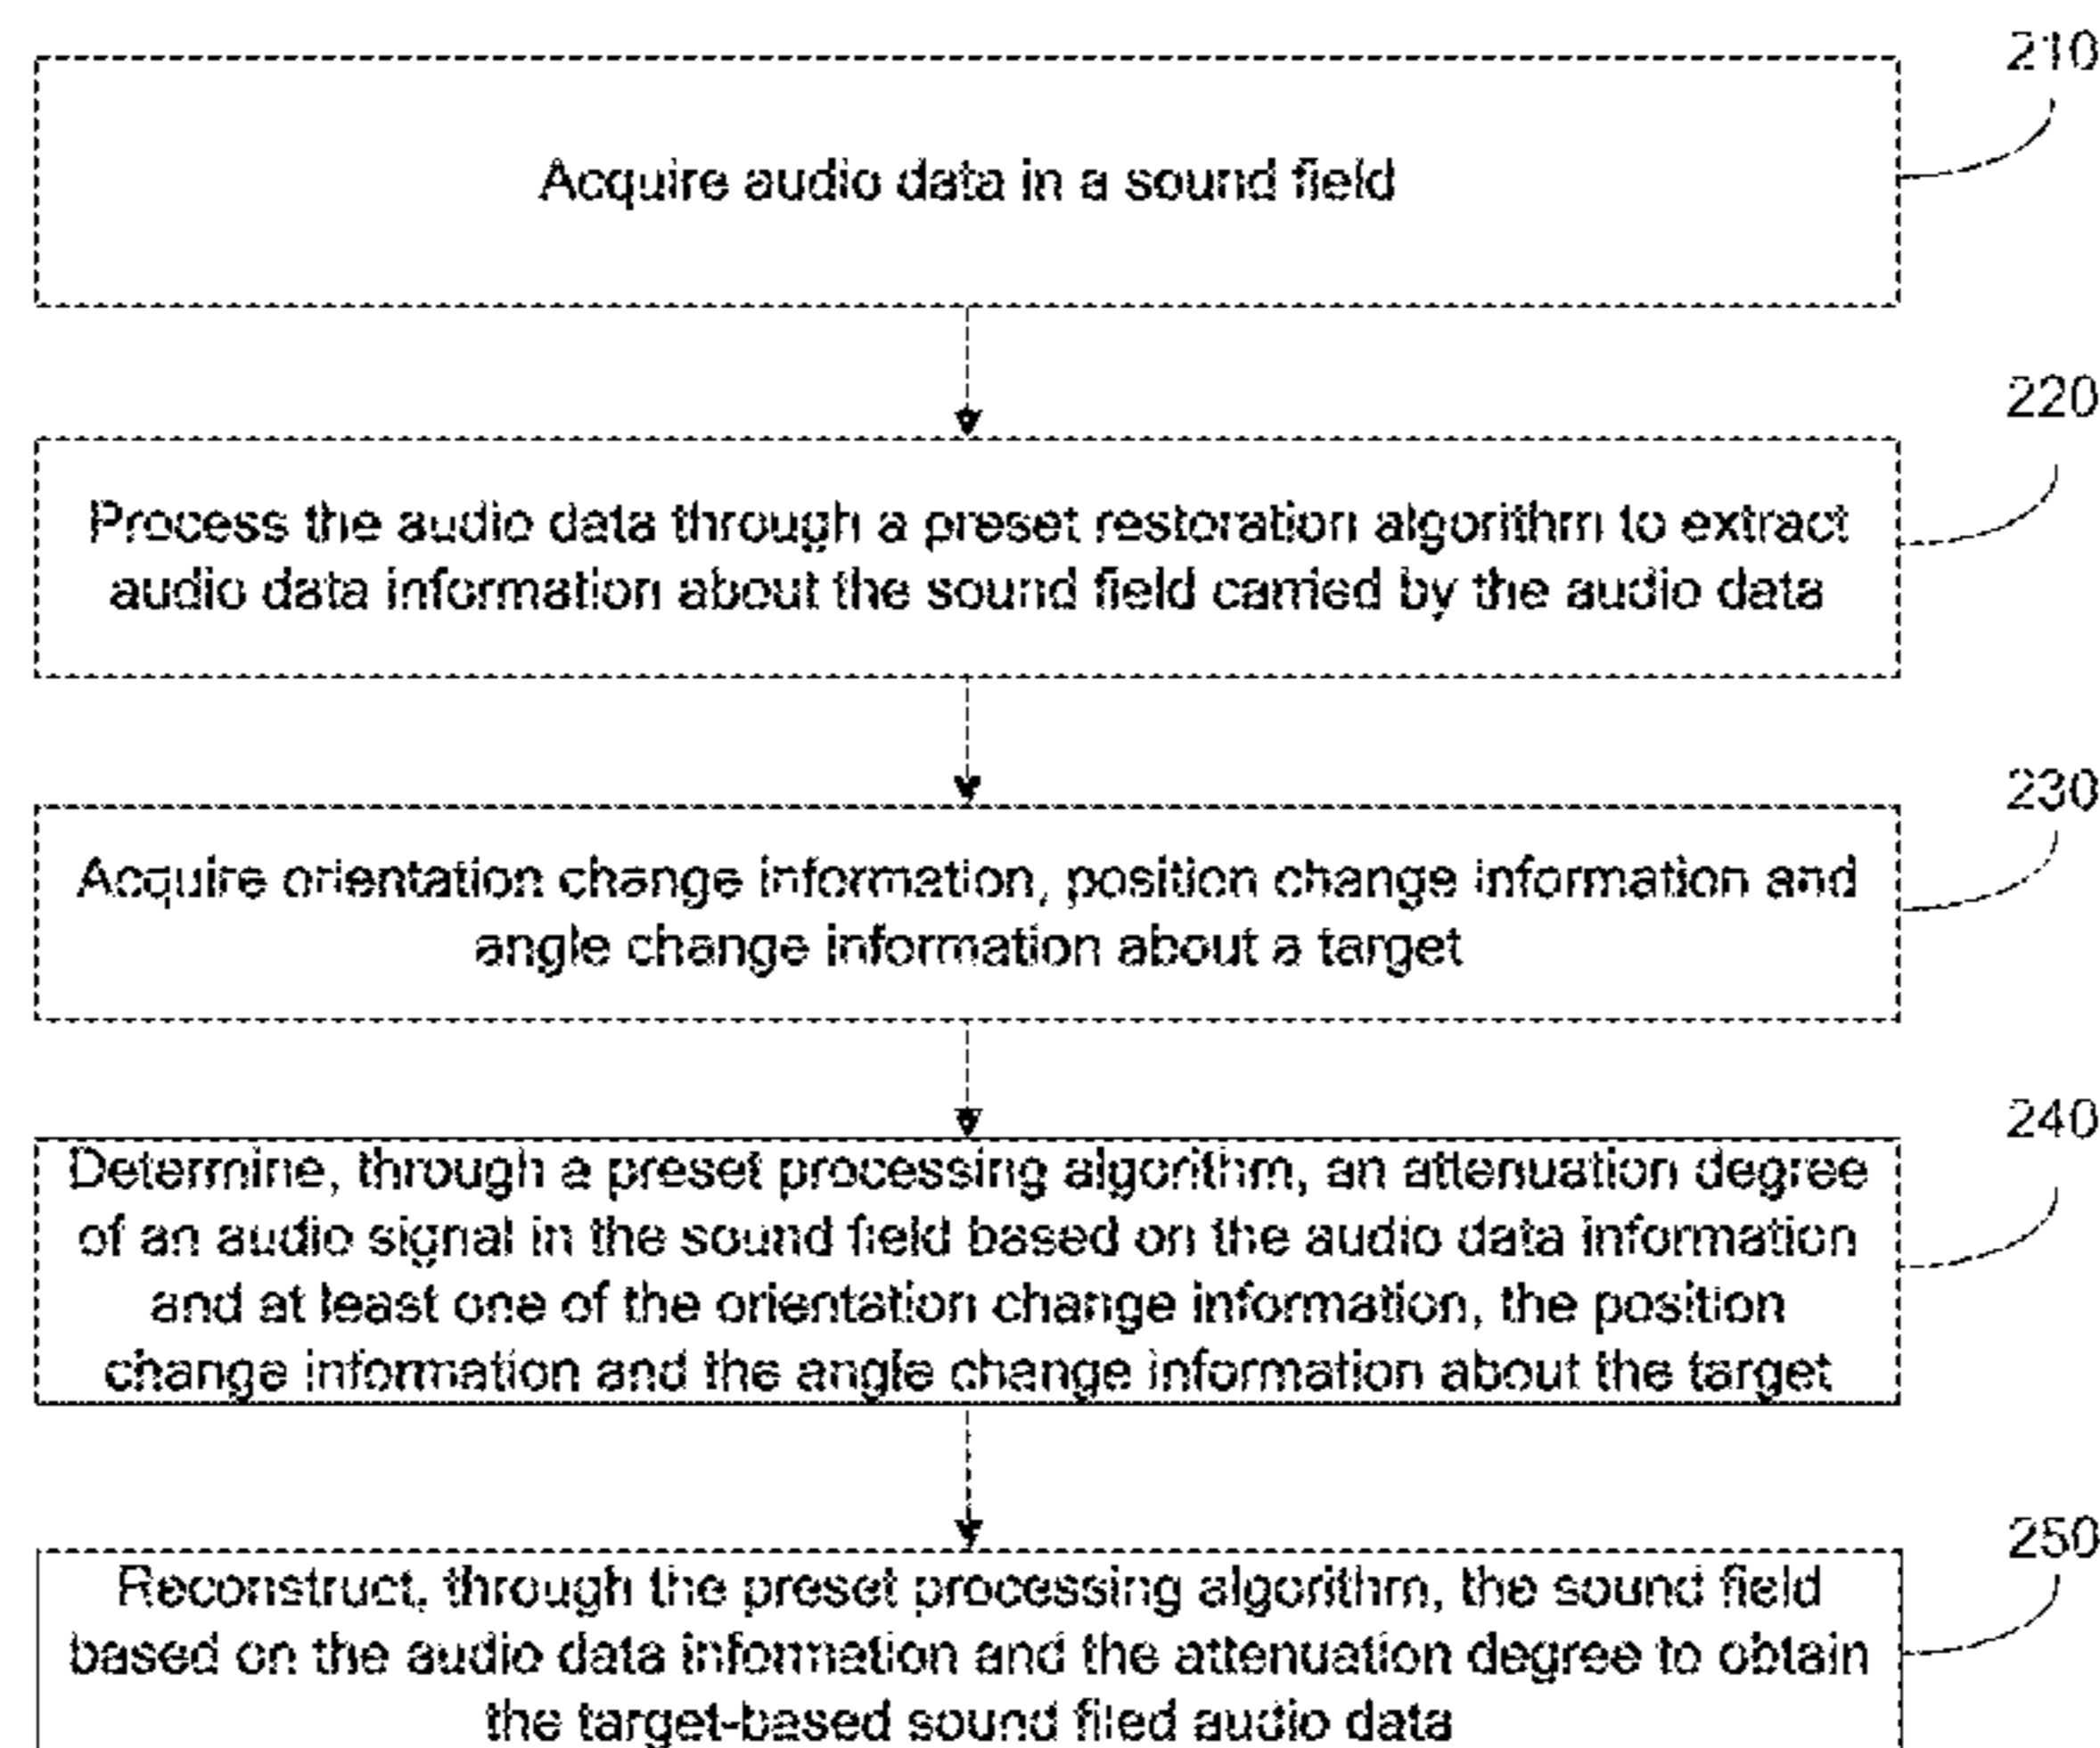 210
Acquire audio data in a sound field
220
Process the audio data through a preset restoration algorithm to extract
audio data information about the sound field carried by the audio data
230
Acquire orientation change information, position change information and
angle change information about a target
240
Determine, through a preset processing algorithm, an attenuation degree
of an audio signal in the sound field based on the audio data information
and at least one of the orientation change information, the position
change information and the angle change information about the target
250
Reconstruct, through the preset processing algorithm, the sound field
based on the audio data information and the attenuation degree to obtain
the target-based sound filed audio data